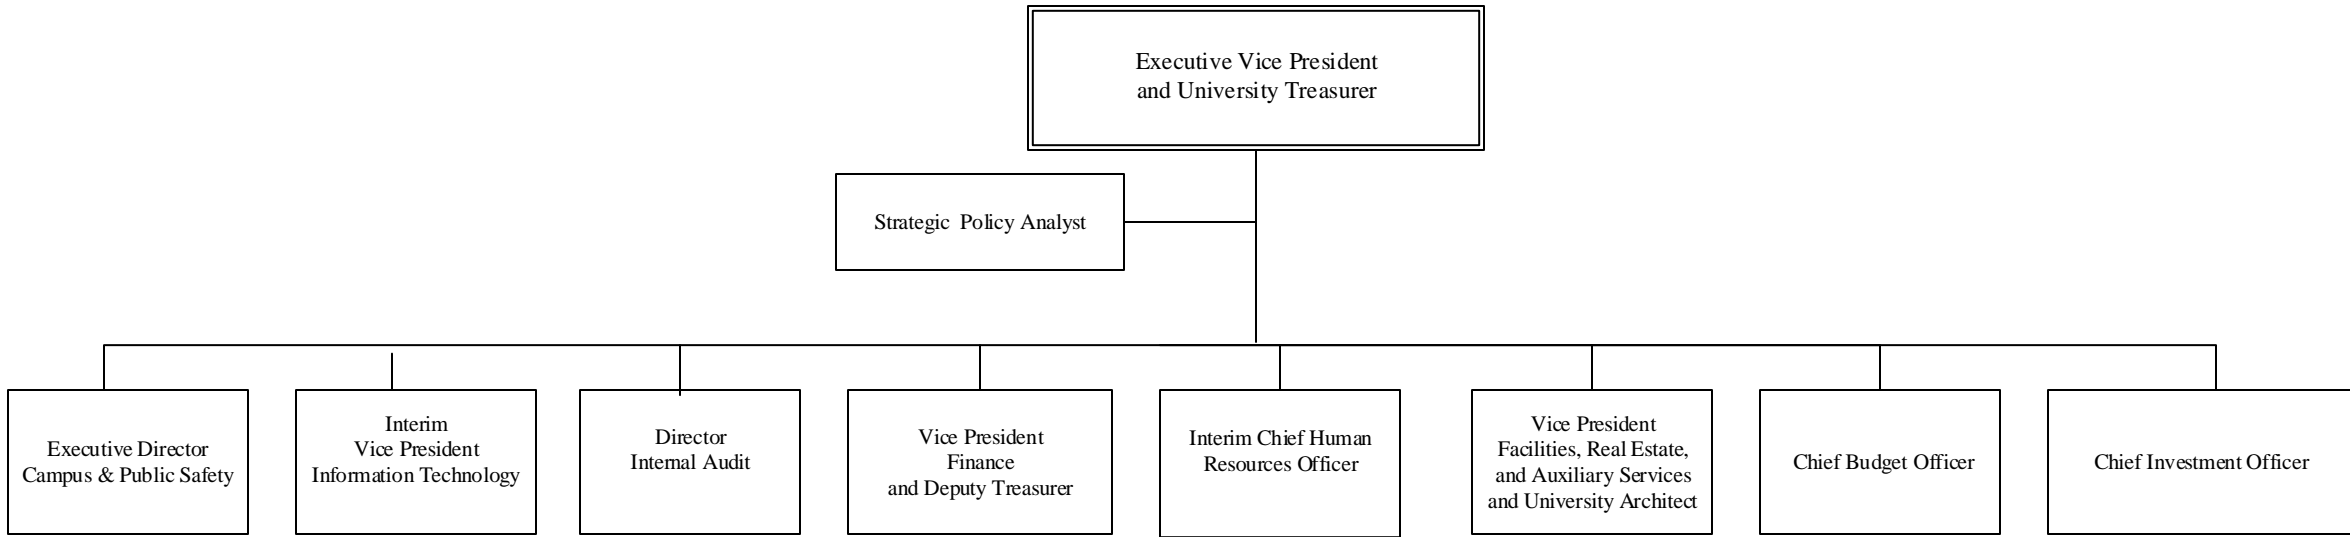 Executive Vice President
and University Treasurer
Strategic Policy Analyst
Executive Director
Campus & Public Safety
Interim
Vice President
Information Technology
Director
Internal Audit
Vice President
Finance
and Deputy Treasurer
Interim Chief Human
Resources Officer
Vice President
Facilities, Real Estate,
and Auxiliary Services
and University Architect
Chief Budget Officer
Chief Investment Officer